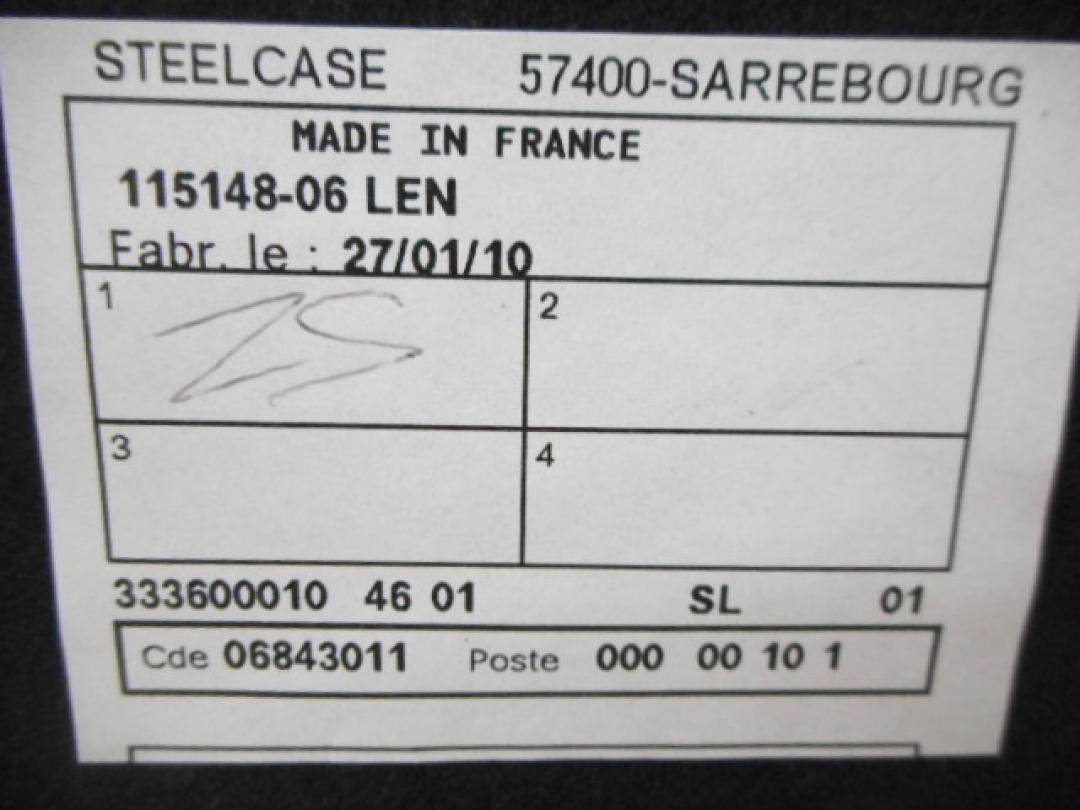 STEELCASE 57400-SARREBOURG
MADE IN FRANCE
115148-06 LEN
Fabr. le : 27/01/10
1 2
3 4
333600010 46 01 SL 01
Cde 06843011 Poste 000 00 10 1